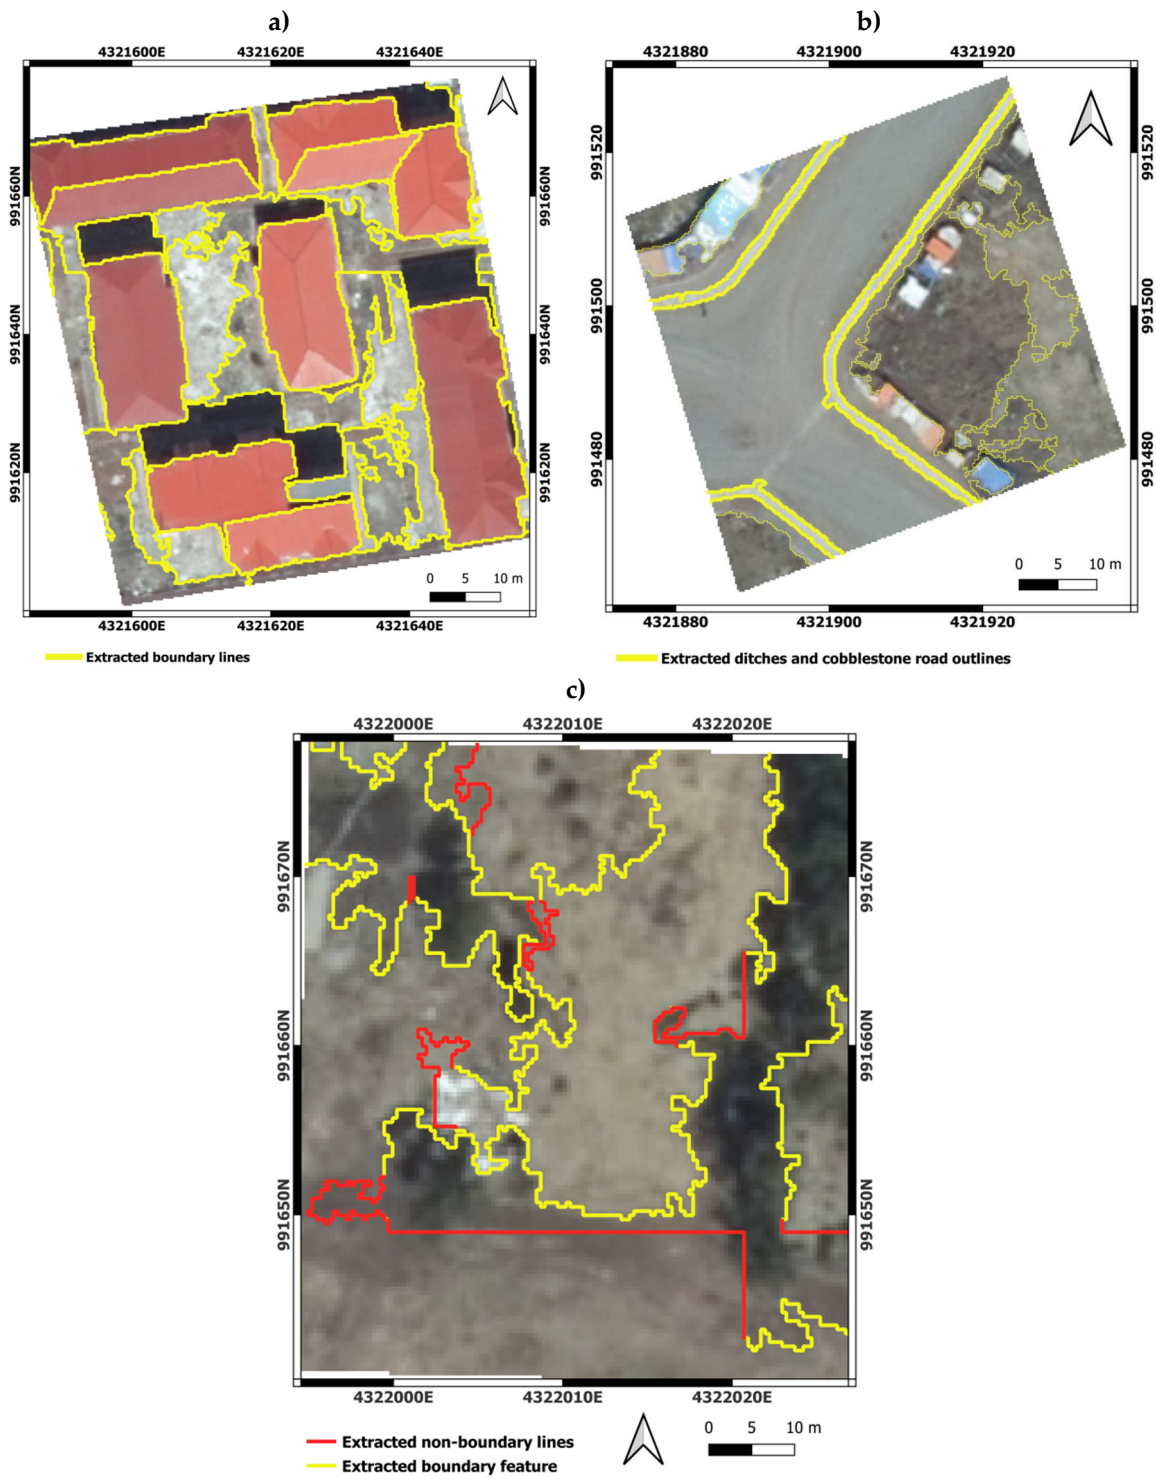 a)
4321600E 4321620E 4321640E
991660N 991660N
991640N 991640N
991620N 991620N
0 5 10 m
4321600E 4321620E 4321640E
Extracted boundary lines
b)
4321880 4321900 4321920
991520 991520
991500 991500
991480 991480
0 5 10 m
4321880 4321900 4321920
Extracted ditches and cobblestone road outlines
c)
4322000E 4322010E 4322020E
991670N 991670N
991660N 991660N
991650N 991650N
4322000E 4322010E 4322020E
0 5 10 m
Extracted non-boundary lines
Extracted boundary feature